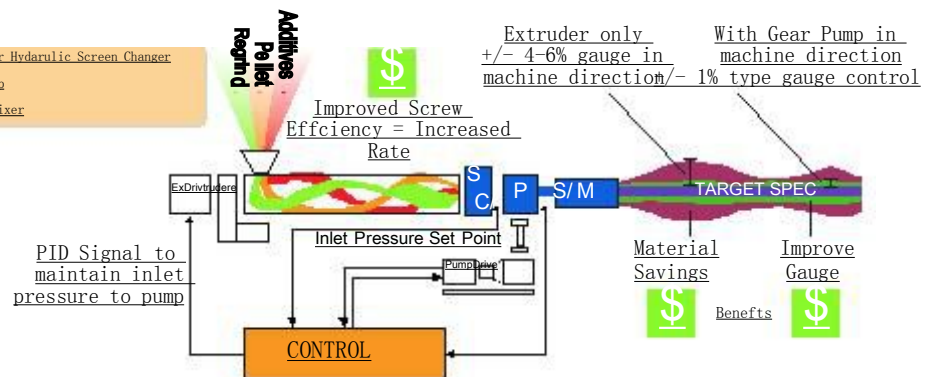 r Hydarulic Screen Changer
p
ixer
Regrind
Pellet
Additives
$
Improved Screw
Effciency = Increased
Rate
Extruder only
+/- 4-6% gauge in
machine direction
With Gear Pump in
machine direction
+/- 1% type gauge control
ExDrivtrudere
S
C/
P
S/M
TARGET SPEC
Inlet Pressure Set Point
PumpDrive
PID Signal to
maintain inlet
pressure to pump
CONTROL
Material
Savings
Improve
Gauge
$
Benefts
$